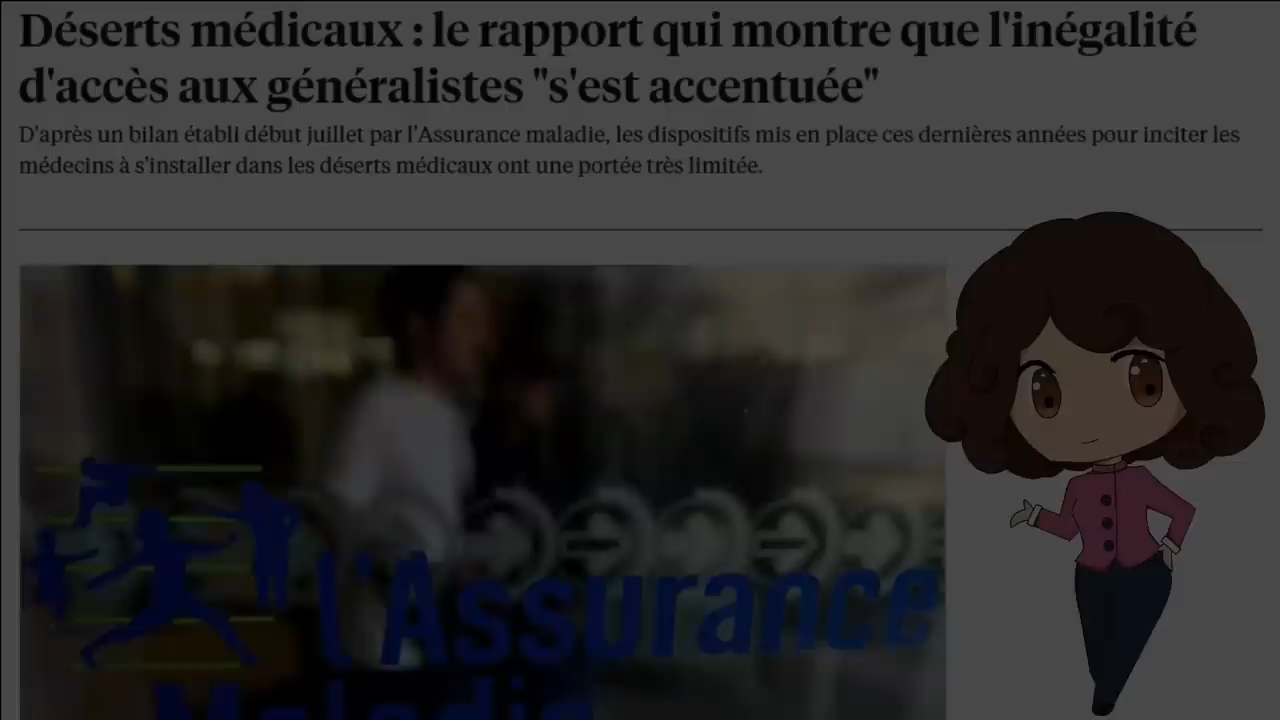 Déserts médicaux : le rapport qui montre que l'inégalité
d'accès aux généralistes "s'est accentuée"
D'après un bilan établi début juillet par l'Assurance maladie, les dispositifs mis en place ces dernières années pour inciter les
médecins à s'installer dans les déserts médicaux ont une portée très limitée.
l'Assurance
Maladie